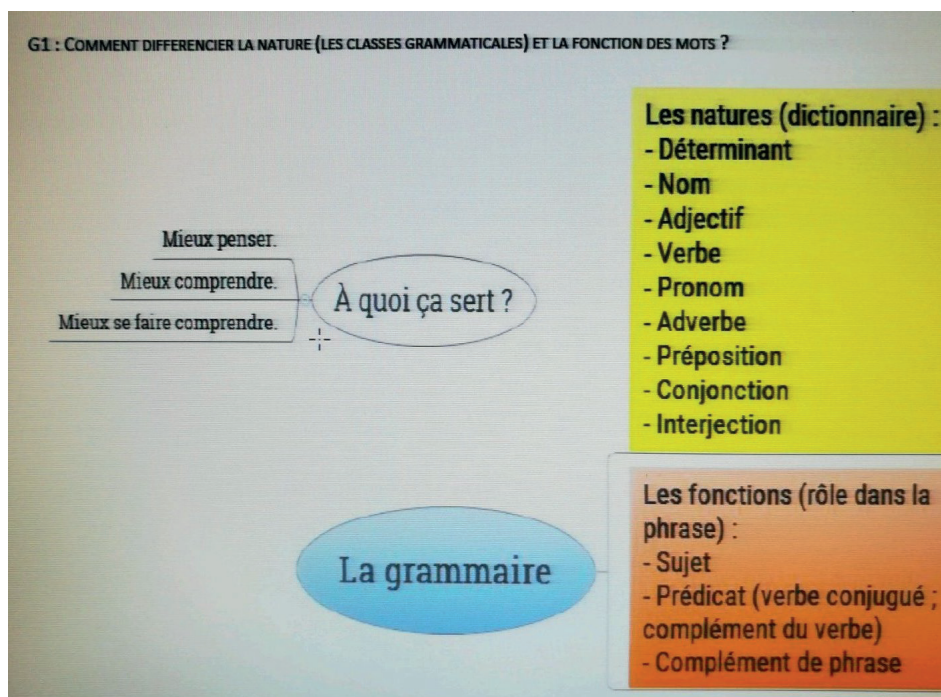 G1 : COMMENT DIFFERENCIER LA NATURE (LES CLASSES GRAMMATICALES) ET LA FONCTION DES MOTS ?
Mieux penser.
Mieux comprendre.
Mieux se faire comprendre.
À quoi ça sert ?
Les natures (dictionnaire) :
- Déterminant
- Nom
- Adjectif
- Verbe
- Pronom
- Adverbe
- Préposition
- Conjonction
- Interjection
La grammaire
Les fonctions (rôle dans la
phrase) :
- Sujet
- Prédicat (verbe conjugué ;
complément du verbe)
- Complément de phrase